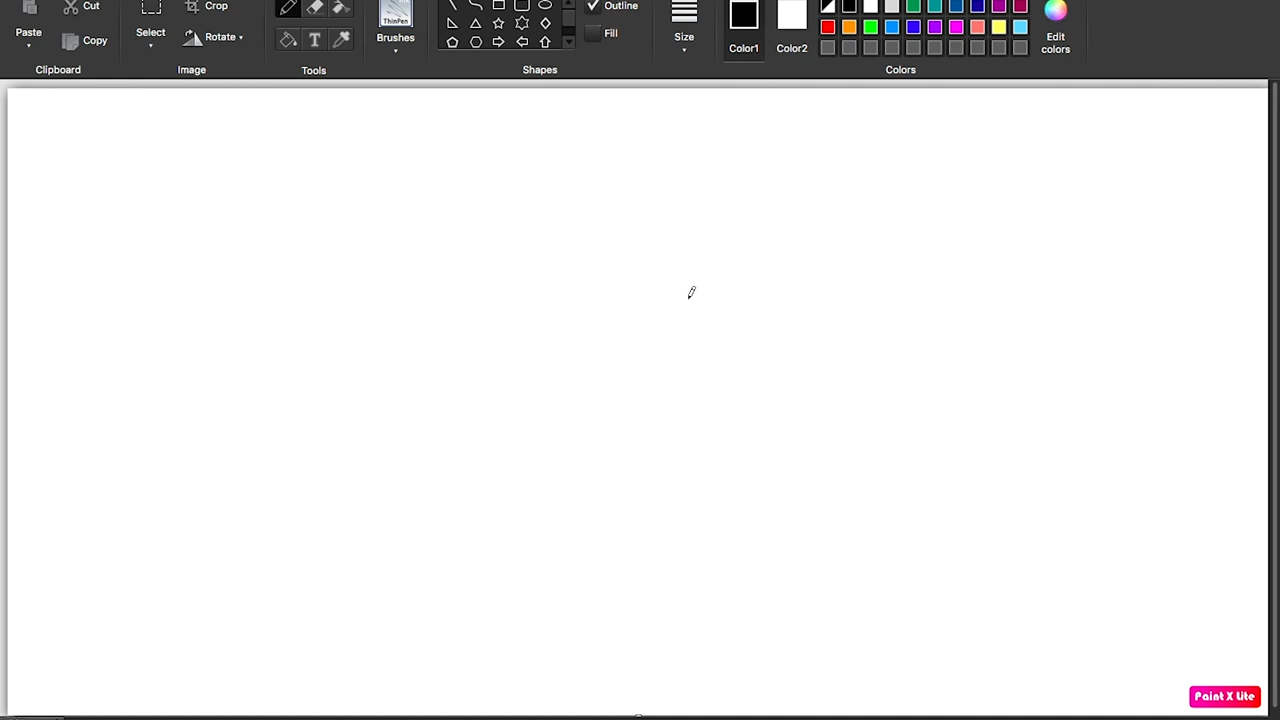 Cut Crop Outline
Paste Copy Select Rotate ThinPen Brushes Fill Size Color1 Color2 Edit colors
Clipboard Image Tools Shapes Colors
Paint X Lite